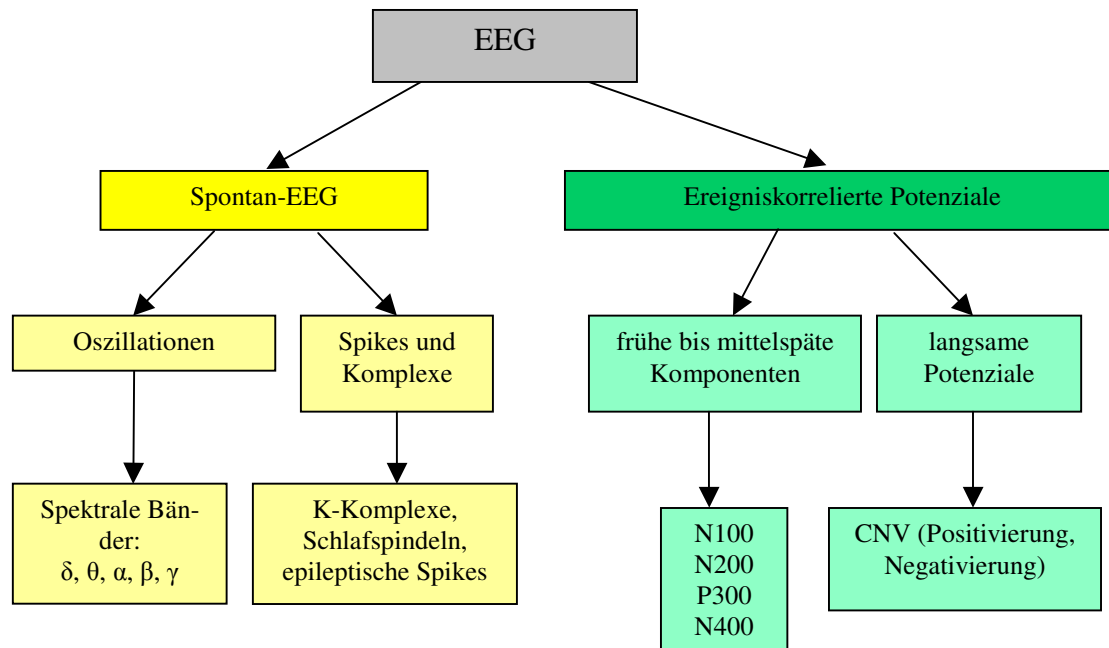 EEG
Spontan-EEG
Ereigniskorrelierte Potenziale
Oszillationen
Spikes und
Komplexe
frühe bis mittelspäte
Komponenten
langsame
Potenziale
Spektrale Bän-
der:
δ, θ, α, β, γ
K-Komplexe,
Schlafspindeln,
epileptische Spikes
N100
N200
P300
N400
CNV (Positivierung,
Negativierung)